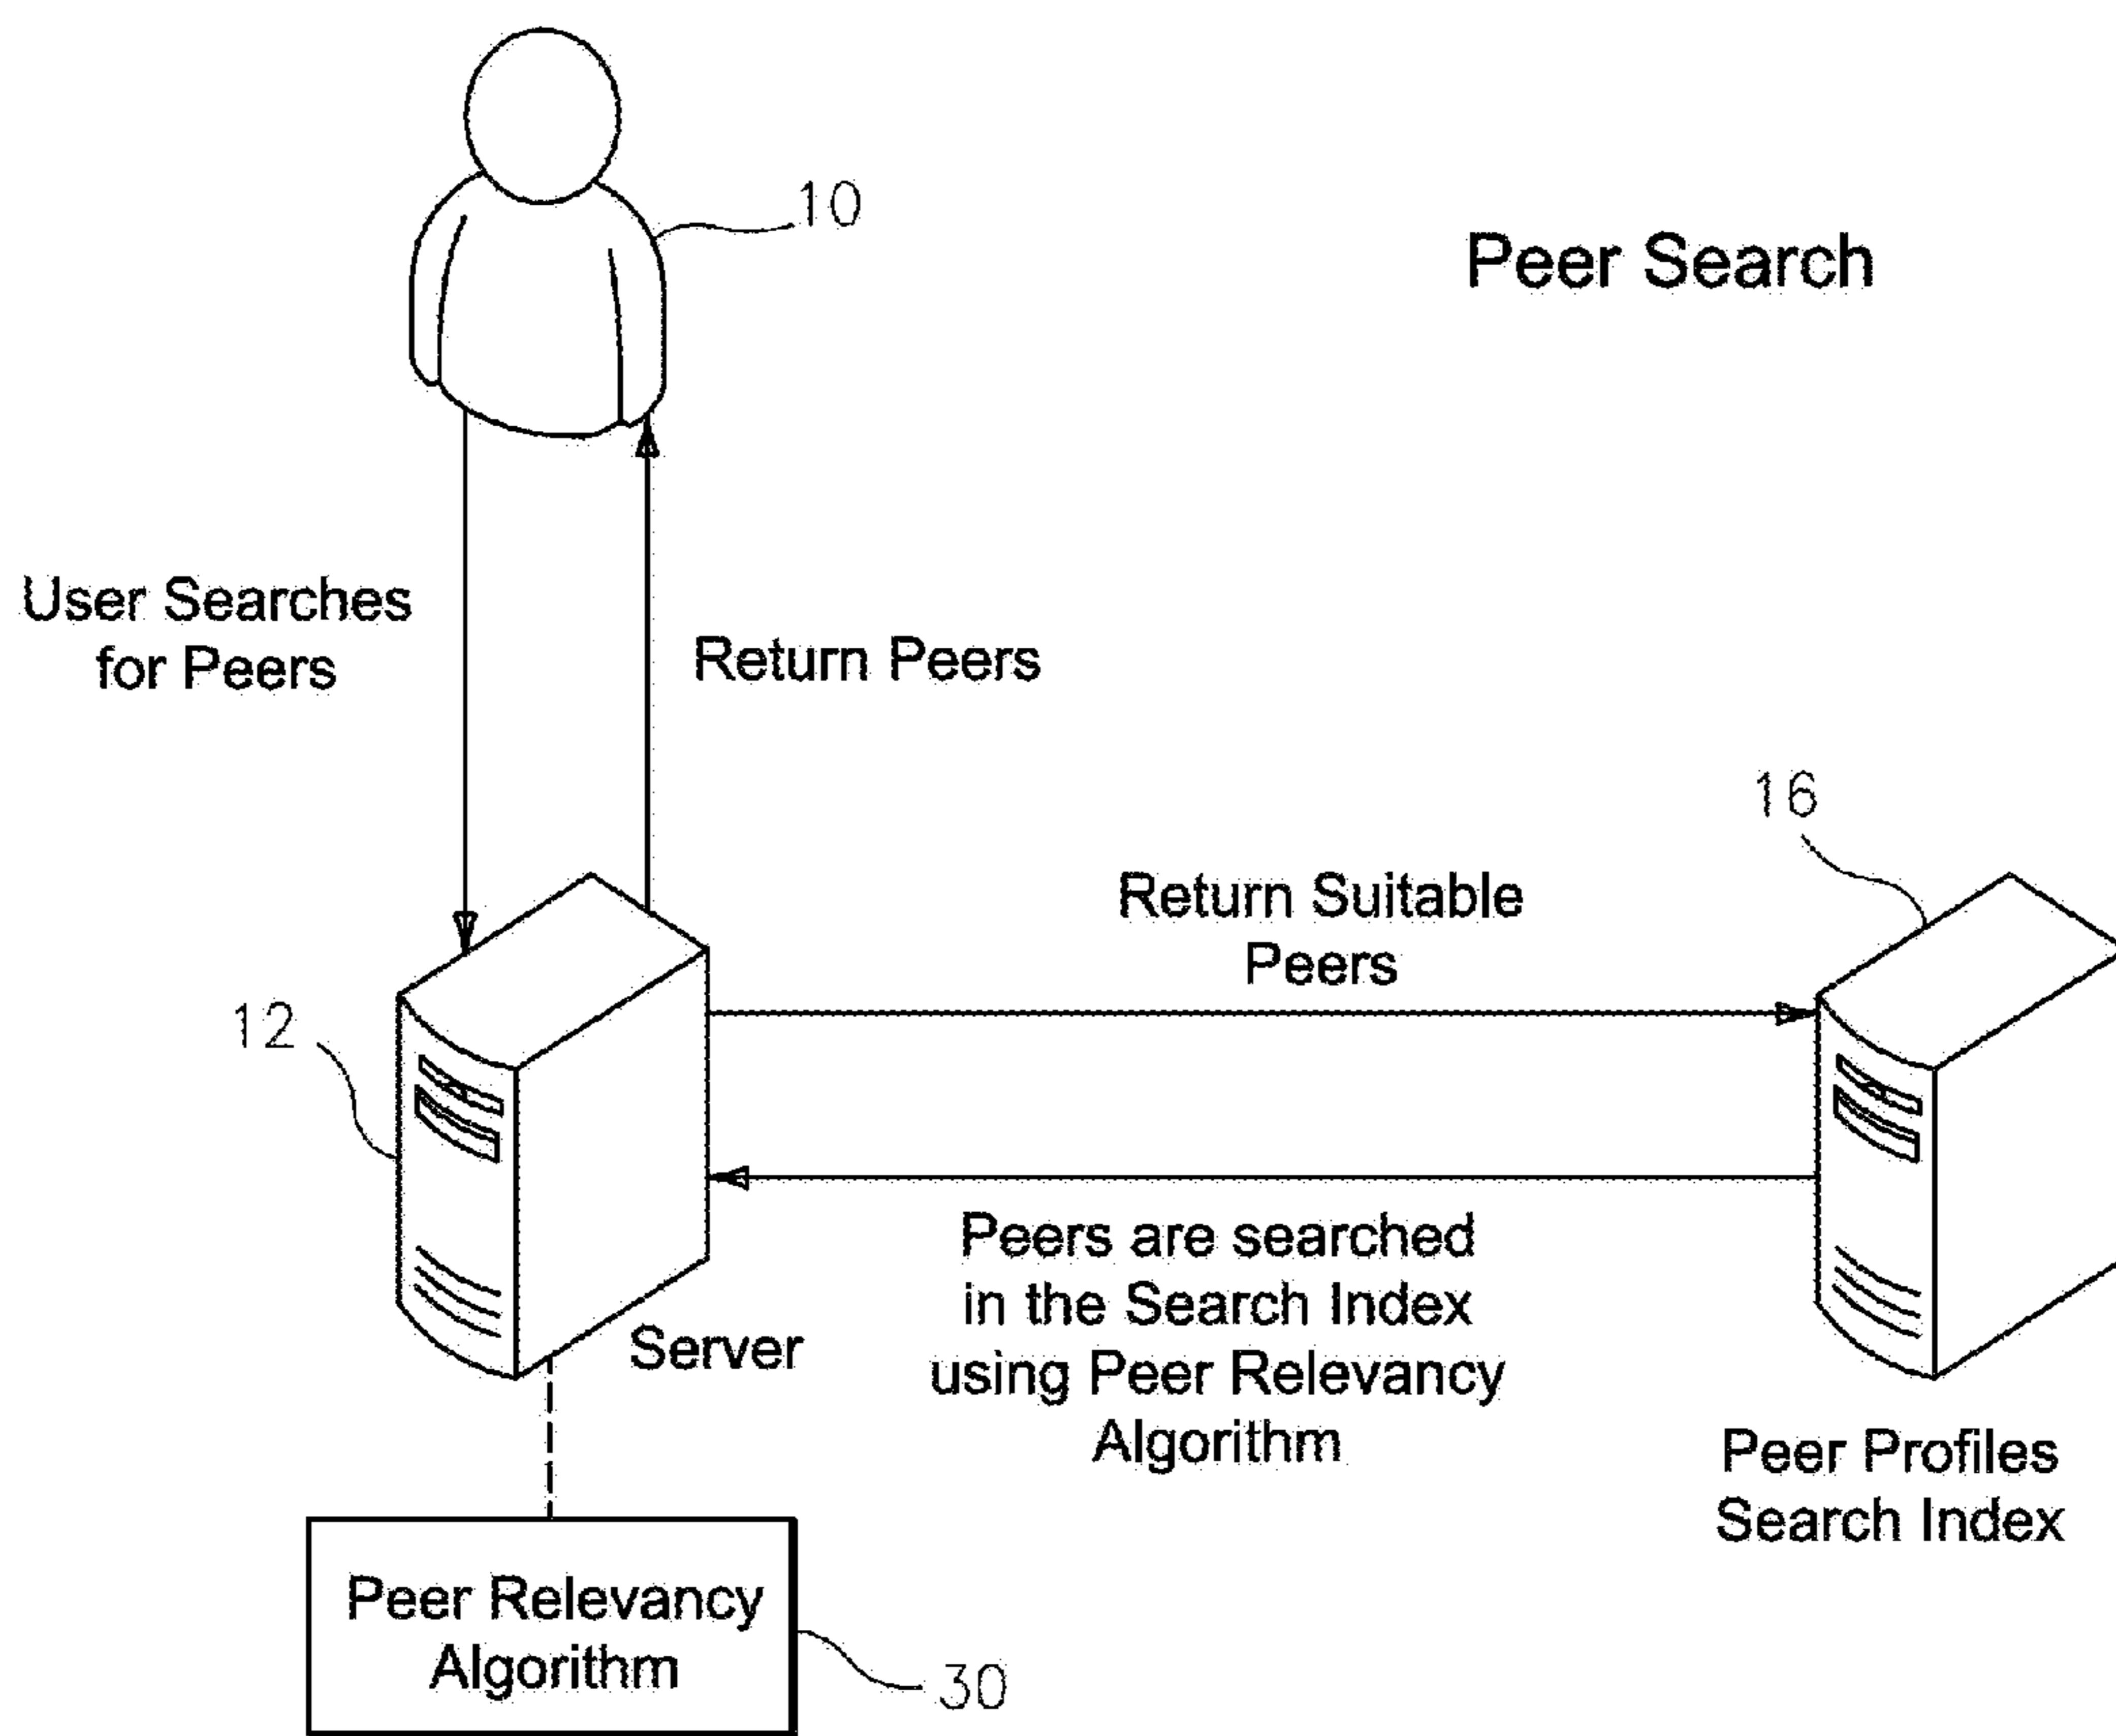 10
Peer Search
User Searches
for Peers
Return Peers
16
Return Suitable
Peers
12
Peers are searched
in the Search Index
using Peer Relevancy
Algorithm
Server
Peer Profiles
Search Index
Peer Relevancy
Algorithm
30